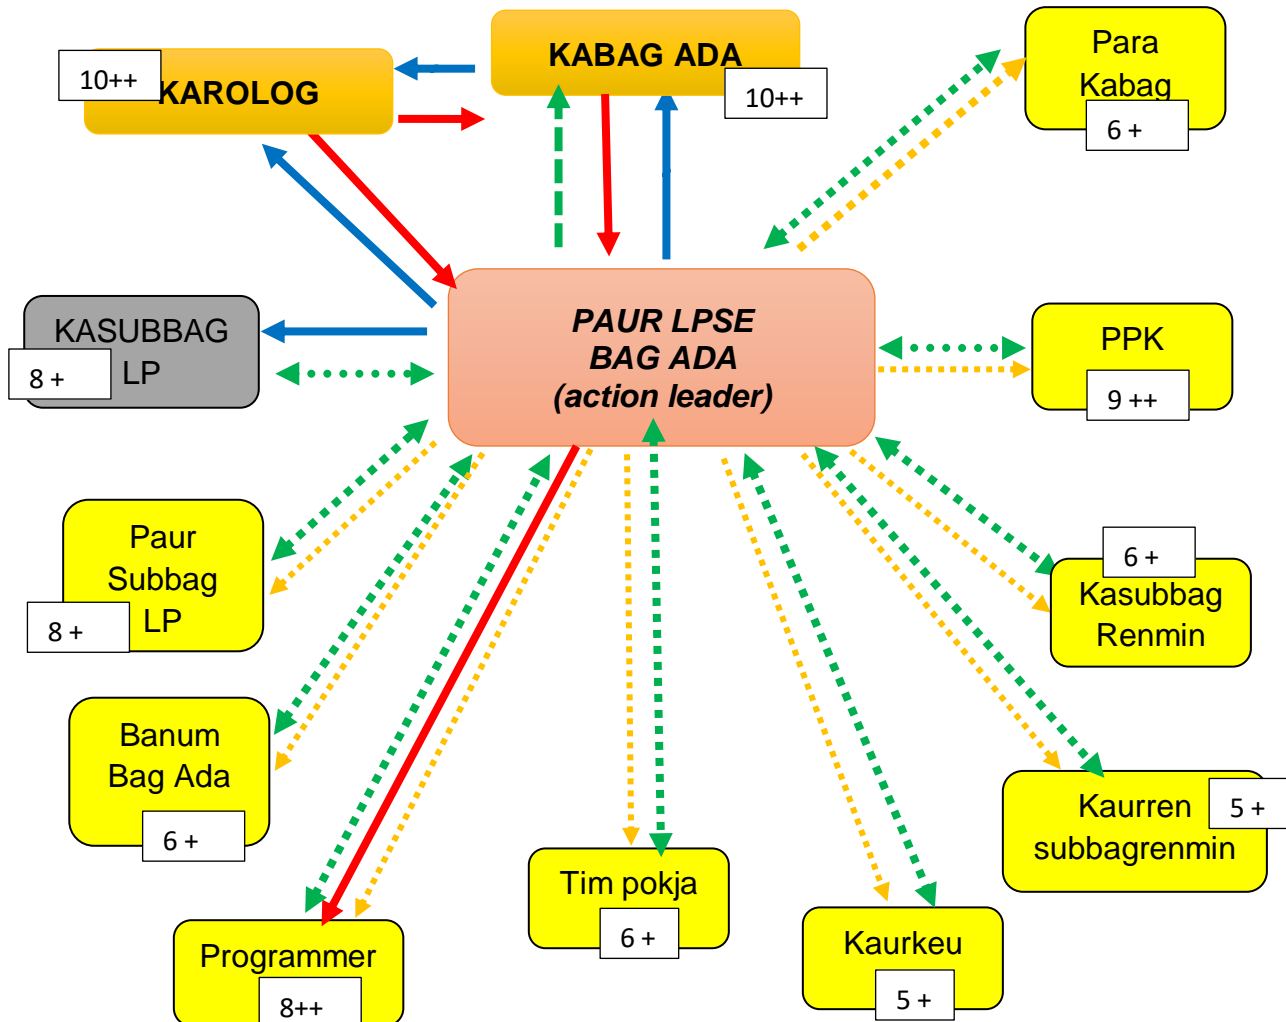 KABAG ADA
10++
KAROLOG
10++
Para
Kabag
6 +
KASUBBAG
LP
8 +
PAUR LPSE
BAG ADA
(action leader)
PPK
9 ++
Paur
Subbag
LP
8 +
6 +
Kasubbag
Renmin
Banum
Bag Ada
6 +
Kaurren
subbagrenmin
5 +
Tim pokja
6 +
Kaurkeu
5 +
Programmer
8++